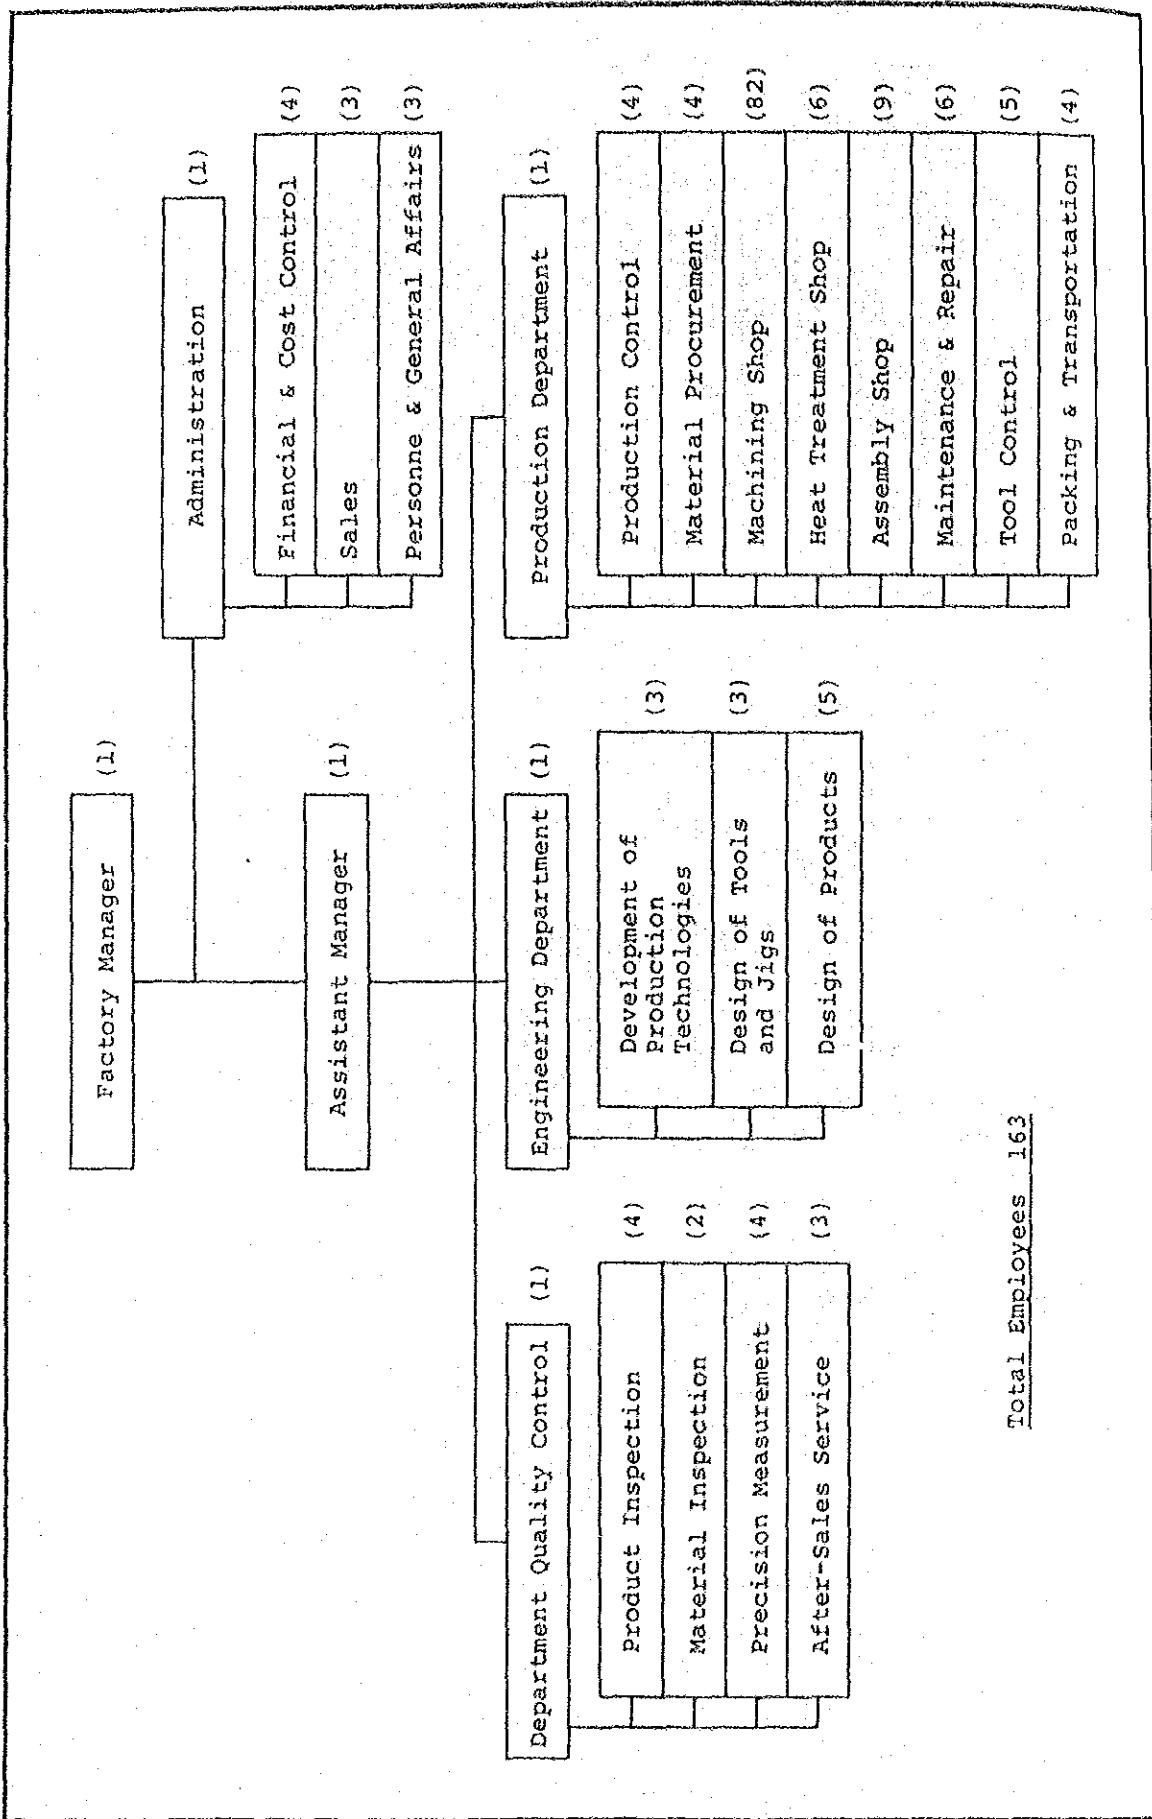 Factory Manager (1)
Administration (1)
Financial & Cost Control (4)
Sales (3)
Personne & General Affairs (3)
Assistant Manager (1)
Department Quality Control (1)
Product Inspection (4)
Material Inspection (2)
Precision Measurement (4)
After-Sales Service (3)
Engineering Department (1)
Development of
Production
Technologies (3)
Design of Tools
and Jigs (3)
Design of Products (5)
Production Department (1)
Production Control (4)
Material Procurement (4)
Machining Shop (82)
Heat Treatment Shop (6)
Assembly Shop (9)
Maintenance & Repair (6)
Tool Control (5)
Packing & Transportation (4)
Total Employees 163